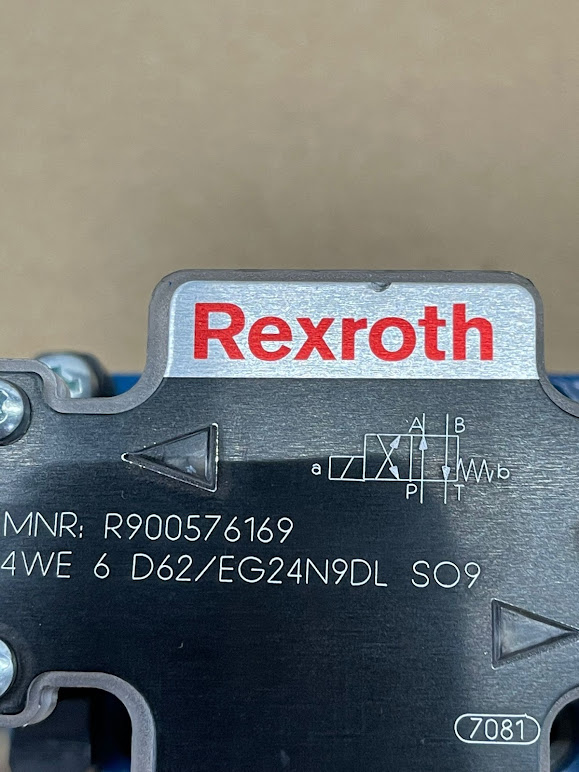 Rexroth
A B
a b
P T
MNR: R900576169
4WE 6 D62/EG24N9DL SO9
7081